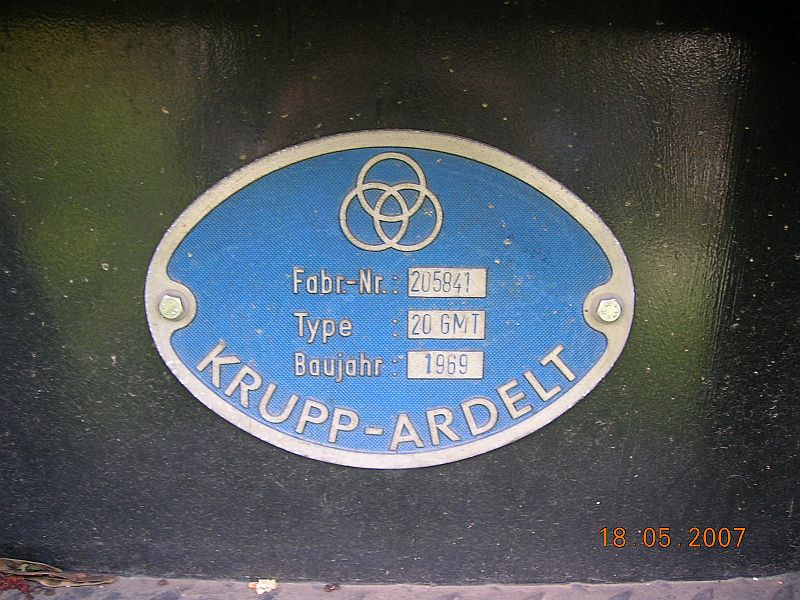 Fabr.-Nr.: 205841
Type : 20 GMT
Baujahr: 1969
KRUPP-ARDELT
18.05.2007